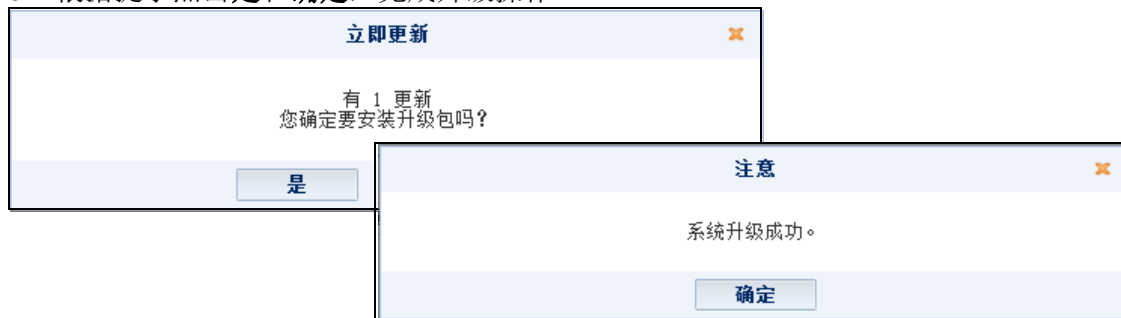 立即更新
有 1 更新
您确定要安装升级包吗?
是
注意
系统升级成功。
确定